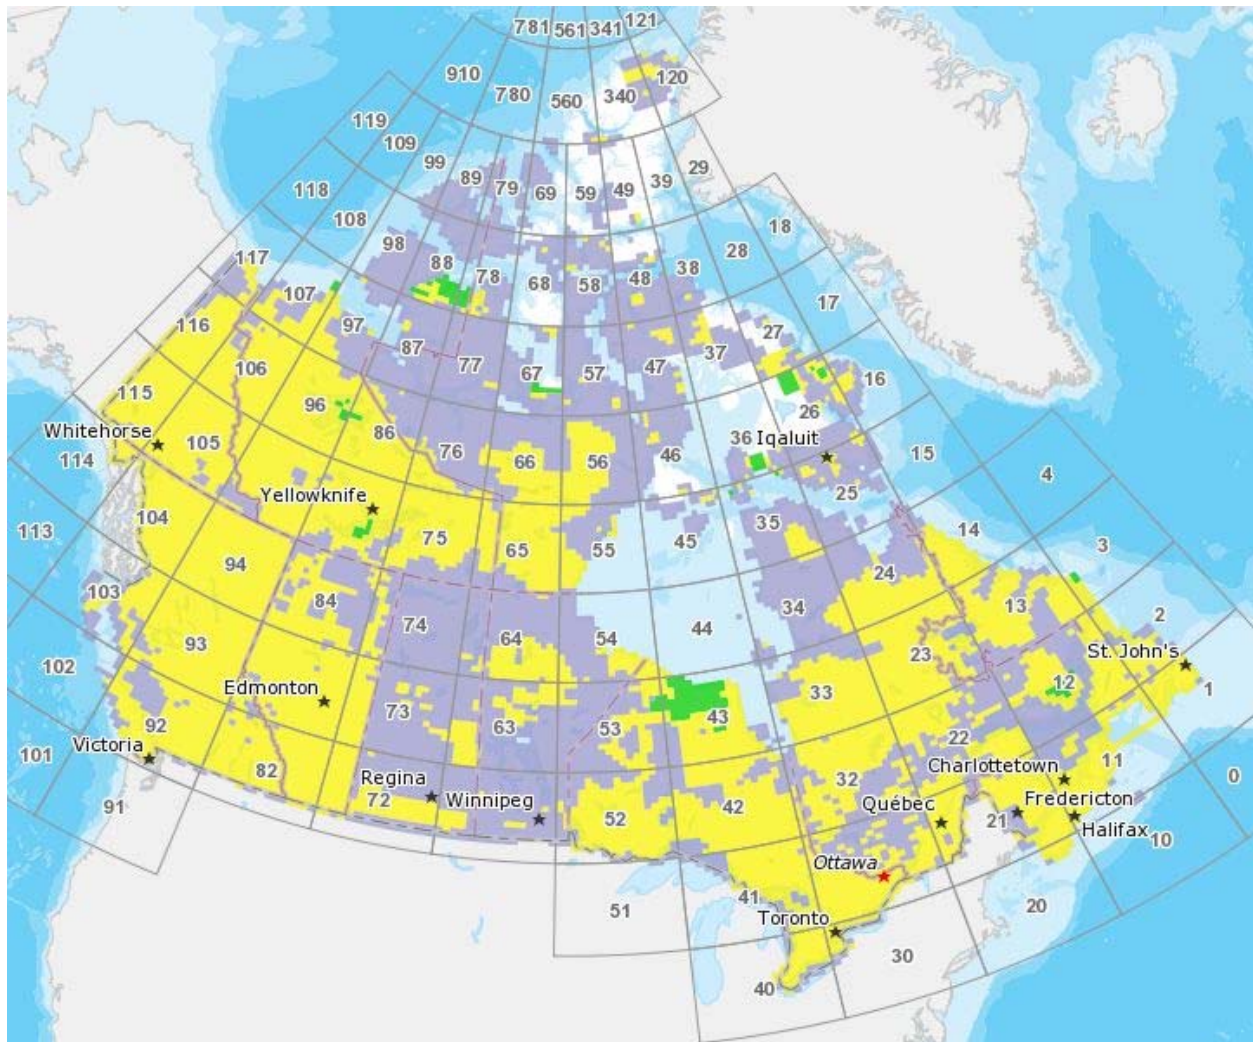 781 561 341 121
910 780 560 340 120
119 109 99 89 79 69 59 49 39 29
118 108 98 88 78 68 58 48 38 28 18
117 107 97 87 77 67 57 47 37 27 17
116 106 96 86 76 66 56 46 36 26 16
115 105 Whitehorse Yellowknife 75 65 55 45 35 25 Iqaluit 15
114 104 94 84 74 64 54 44 34 24 14 4
113 103 93 Edmonton 73 63 53 43 33 23 13 3
102 92 Victoria 82 72 Regina Winnipeg 52 42 32 22 12 2
St. John's
101 91 Québec Charlottetown 11 1
Fredericton
Ottawa 21 Halifax 10 0
51 41 Toronto 20
40 30